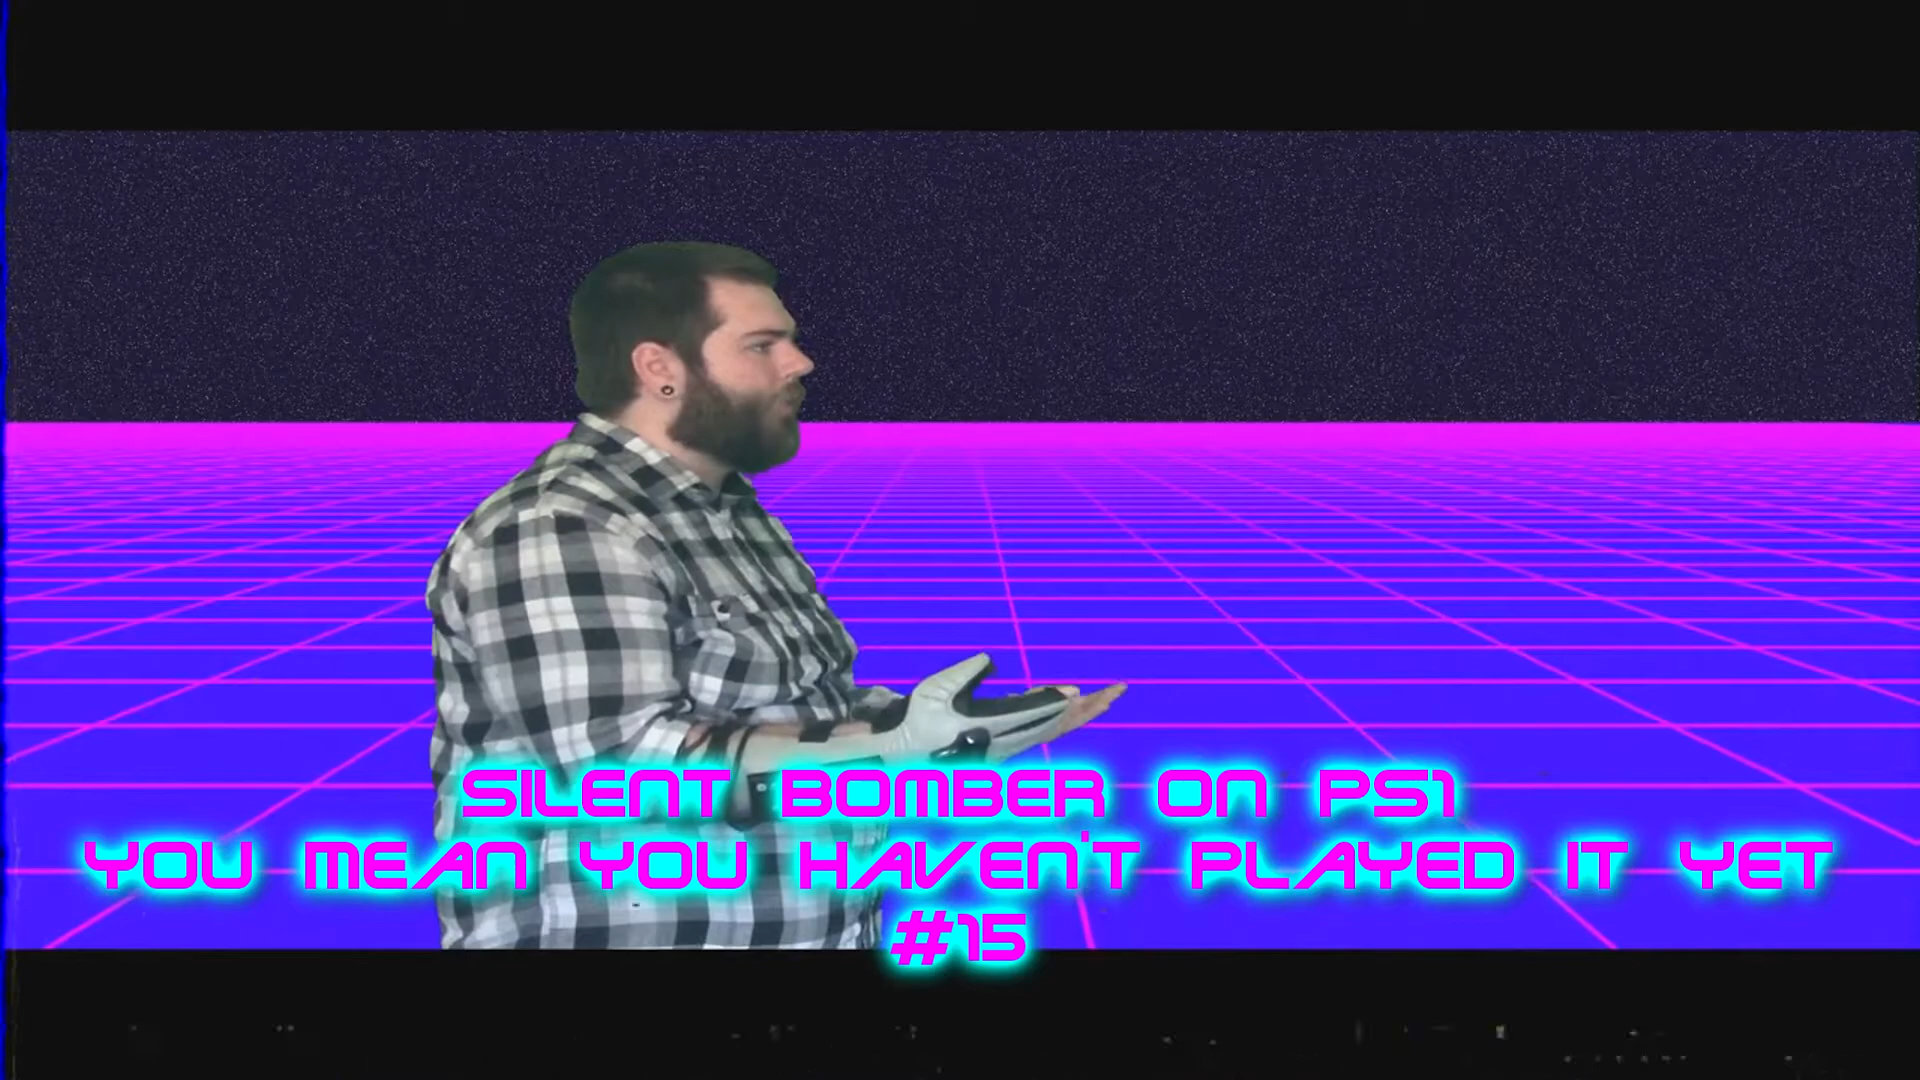 SILENT BOMBER ON PS1
YOU MEAN YOU HAVEN'T PLAYED IT YET
#15